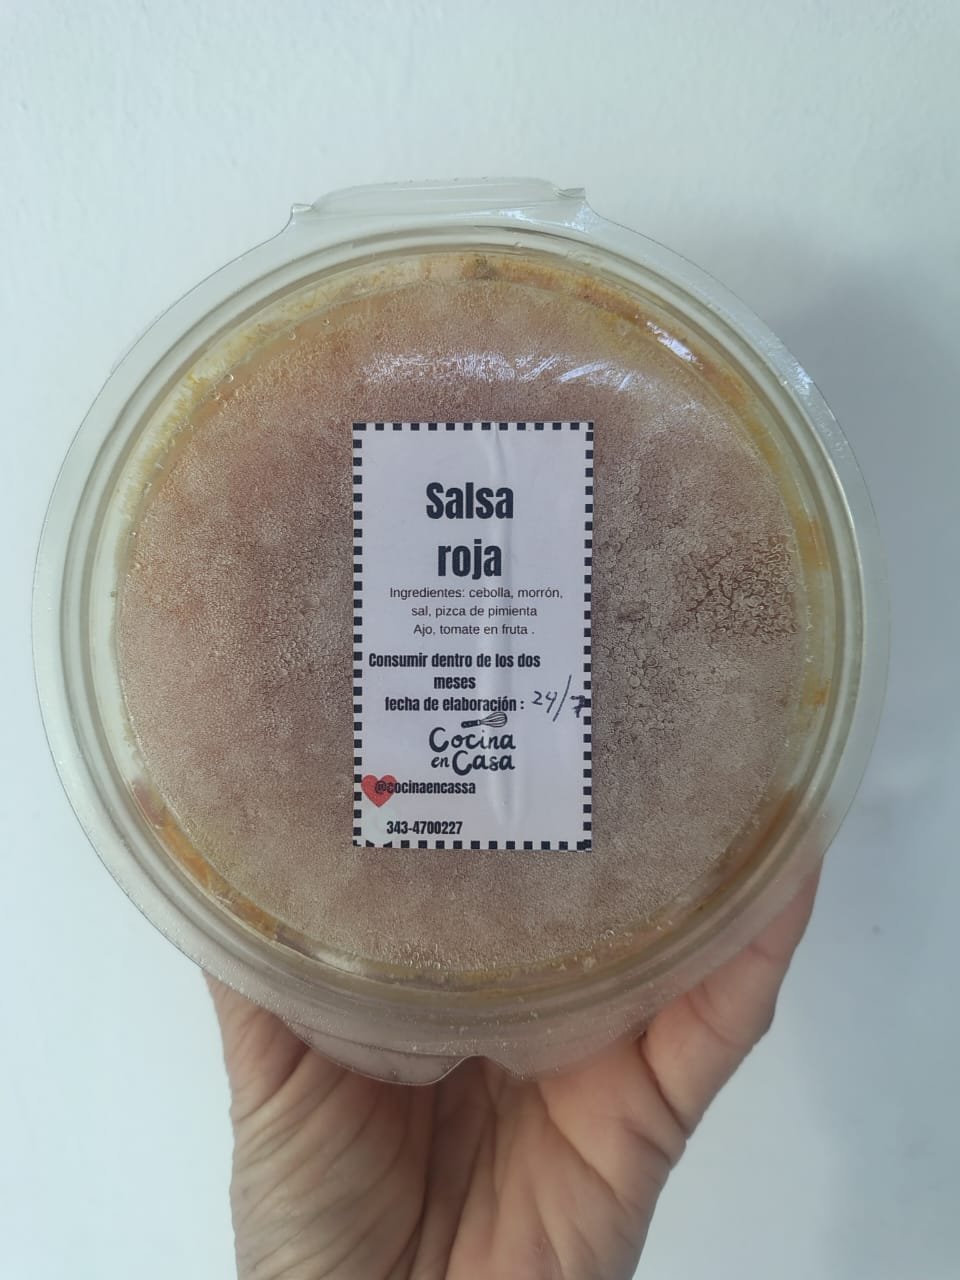 Salsa
roja
Ingredientes: cebolla, morrón,
sal, pizca de pimienta
Ajo, tomate en fruta .
Consumir dentro de los dos
meses
fecha de elaboración : 24/7
Cocina
en Casa
@cocinaencassa
343-4700227